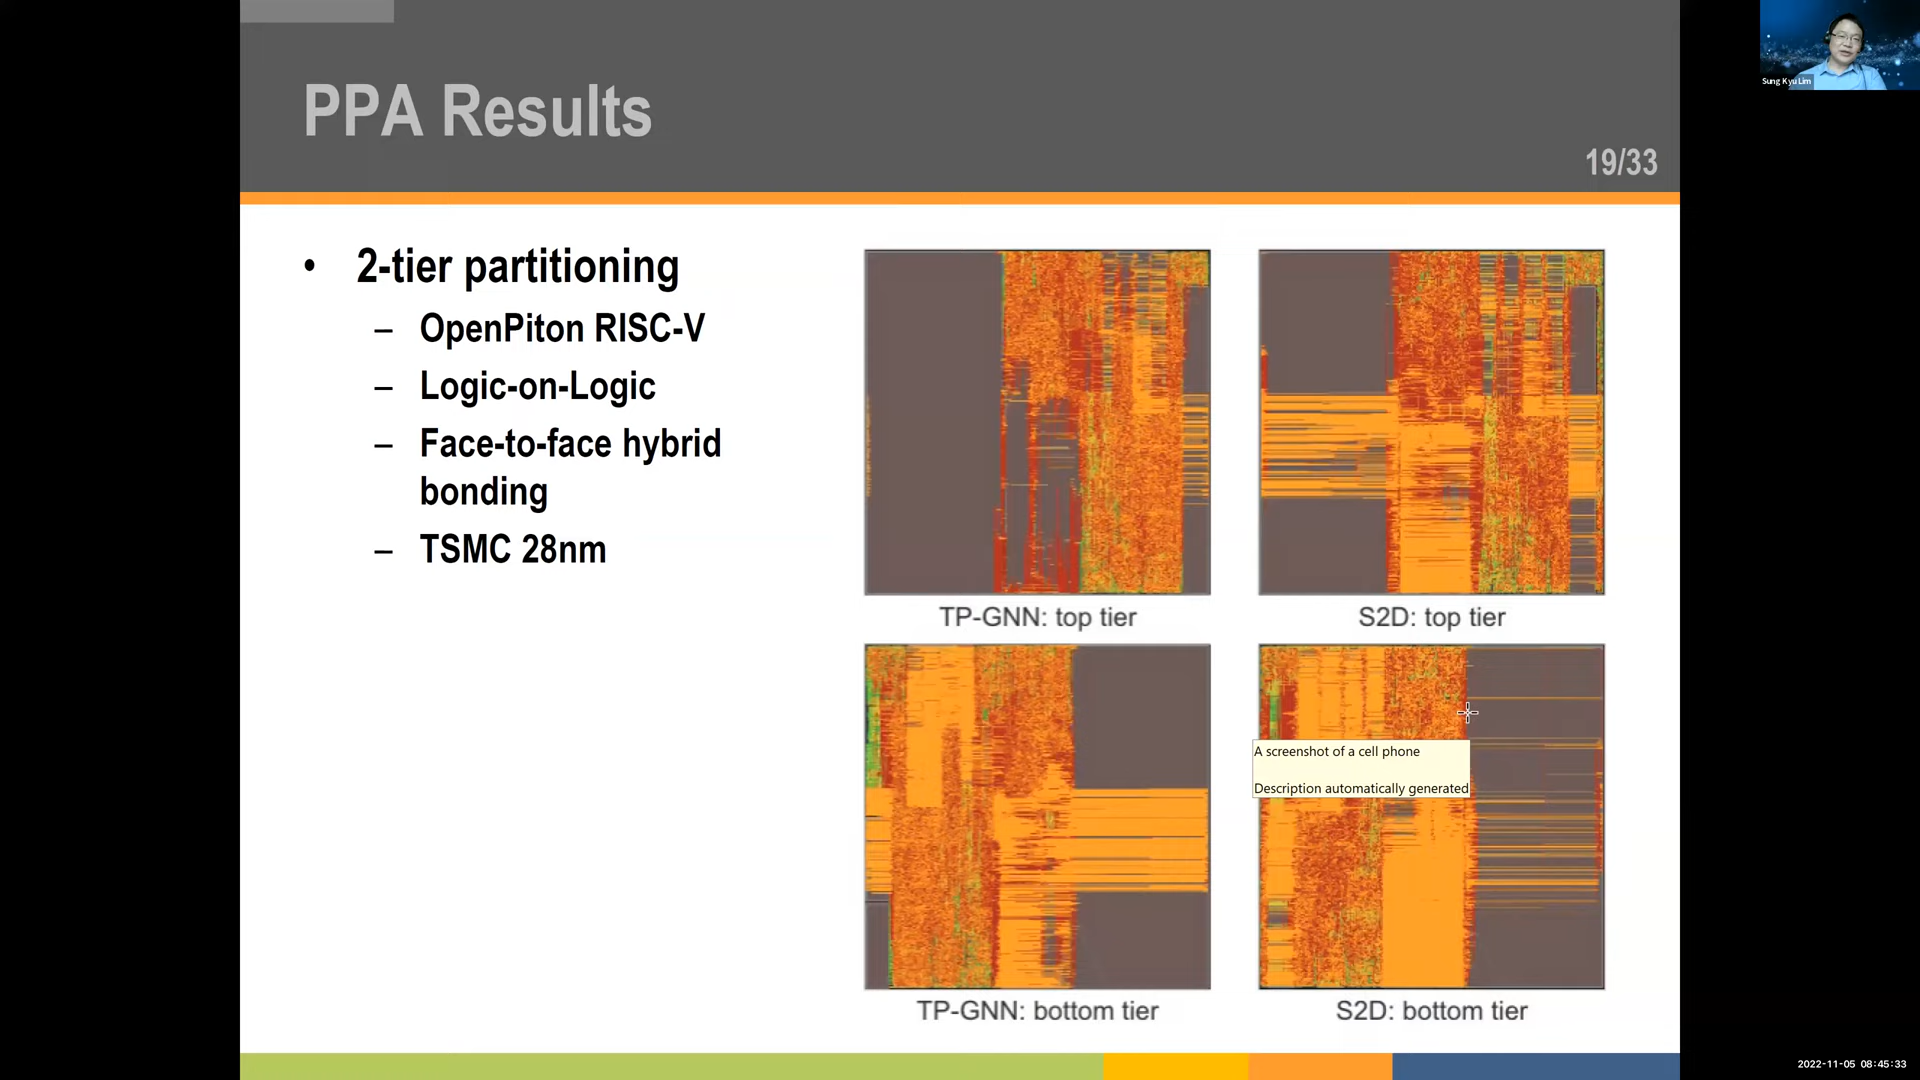 PPA Results
19/33
Sung Kyu Lim
• 2-tier partitioning
– OpenPiton RISC-V
– Logic-on-Logic
– Face-to-face hybrid
bonding
– TSMC 28nm
TP-GNN: top tier
S2D: top tier
A screenshot of a cell phone
Description automatically generated
TP-GNN: bottom tier
S2D: bottom tier
2022-11-05 08:45:33